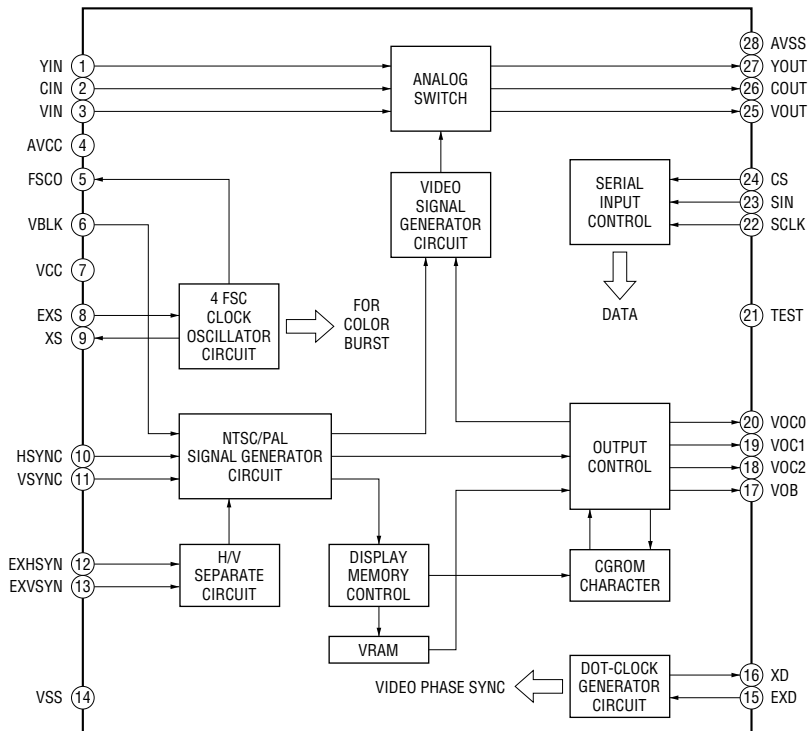 YIN 1
CIN 2
VIN 3
AVCC 4
FSCO 5
VBLK 6
VCC 7
EXS 8
XS 9
HSYNC 10
VSYNC 11
EXHSYN 12
EXVSYN 13
VSS 14
ANALOG
SWITCH
VIDEO
SIGNAL
GENERATOR
CIRCUIT
SERIAL
INPUT
CONTROL
DATA
4 FSC
CLOCK
OSCILLATOR
CIRCUIT
FOR
COLOR
BURST
NTSC/PAL
SIGNAL GENERATOR
CIRCUIT
OUTPUT
CONTROL
H/V
SEPARATE
CIRCUIT
DISPLAY
MEMORY
CONTROL
CGROM
CHARACTER
VRAM
VIDEO PHASE SYNC
DOT-CLOCK
GENERATOR
CIRCUIT
28 AVSS
27 YOUT
26 COUT
25 VOUT
24 CS
23 SIN
22 SCLK
21 TEST
20 VOC0
19 VOC1
18 VOC2
17 VOB
16 XD
15 EXD